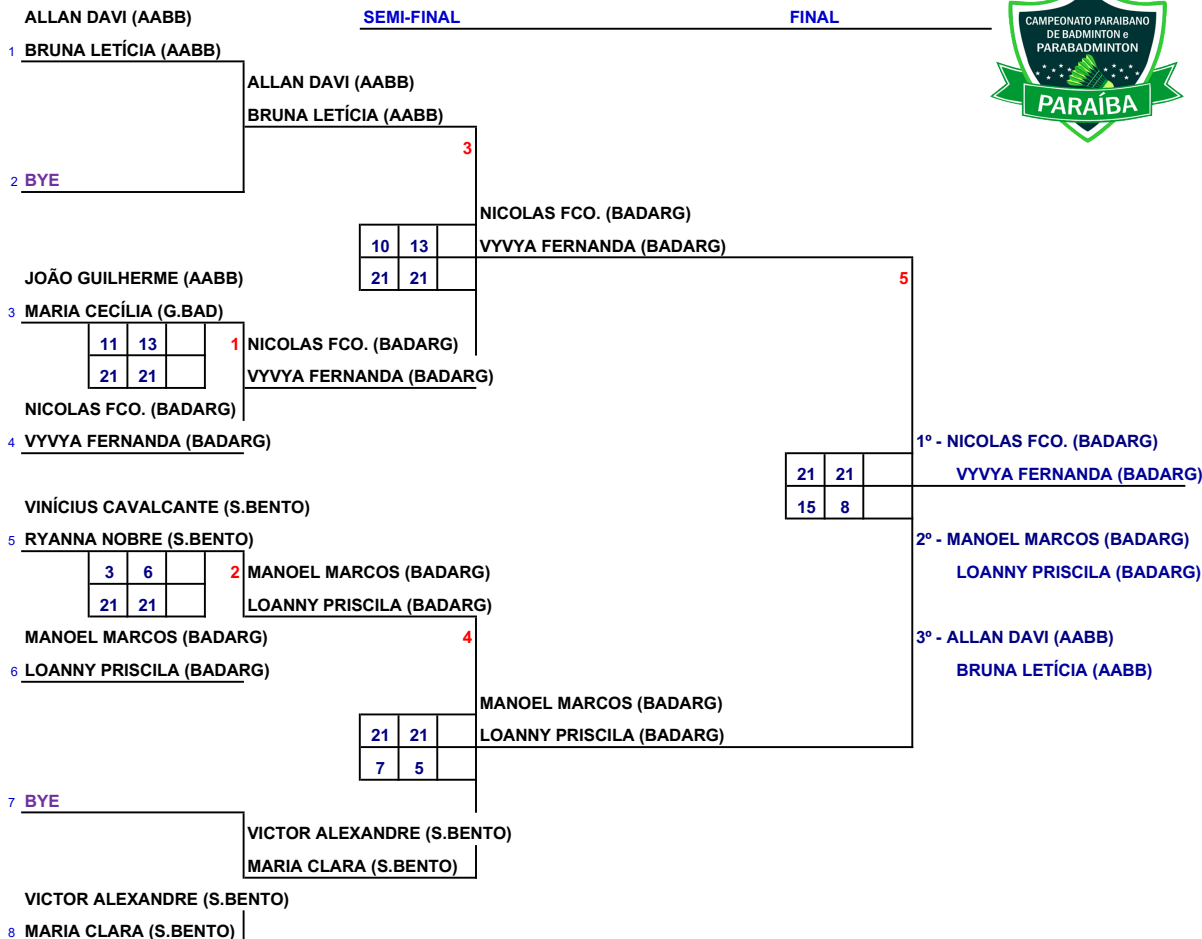 ALLAN DAVI (AABB)
SEMI-FINAL
FINAL
CAMPEONATO PARAIBANO
DE BADMINTON e
PARABADMINTON
PARAÍBA
1 BRUNA LETÍCIA (AABB)
ALLAN DAVI (AABB)
BRUNA LETÍCIA (AABB)
3
2 BYE
NICOLAS FCO. (BADARG)
10 13
VYVYA FERNANDA (BADARG)
21 21
5
JOÃO GUILHERME (AABB)
3 MARIA CECÍLIA (G.BAD)
11 13
1 NICOLAS FCO. (BADARG)
21 21
VYVYA FERNANDA (BADARG)
NICOLAS FCO. (BADARG)
4 VYVYA FERNANDA (BADARG)
1º - NICOLAS FCO. (BADARG)
21 21
VYVYA FERNANDA (BADARG)
15 8
VINÍCIUS CAVALCANTE (S.BENTO)
5 RYANNA NOBRE (S.BENTO)
2º - MANOEL MARCOS (BADARG)
3 6
2 MANOEL MARCOS (BADARG)
LOANNY PRISCILA (BADARG)
21 21
LOANNY PRISCILA (BADARG)
MANOEL MARCOS (BADARG)
4
3º - ALLAN DAVI (AABB)
6 LOANNY PRISCILA (BADARG)
BRUNA LETÍCIA (AABB)
MANOEL MARCOS (BADARG)
21 21
LOANNY PRISCILA (BADARG)
7 5
7 BYE
VICTOR ALEXANDRE (S.BENTO)
MARIA CLARA (S.BENTO)
VICTOR ALEXANDRE (S.BENTO)
8 MARIA CLARA (S.BENTO)